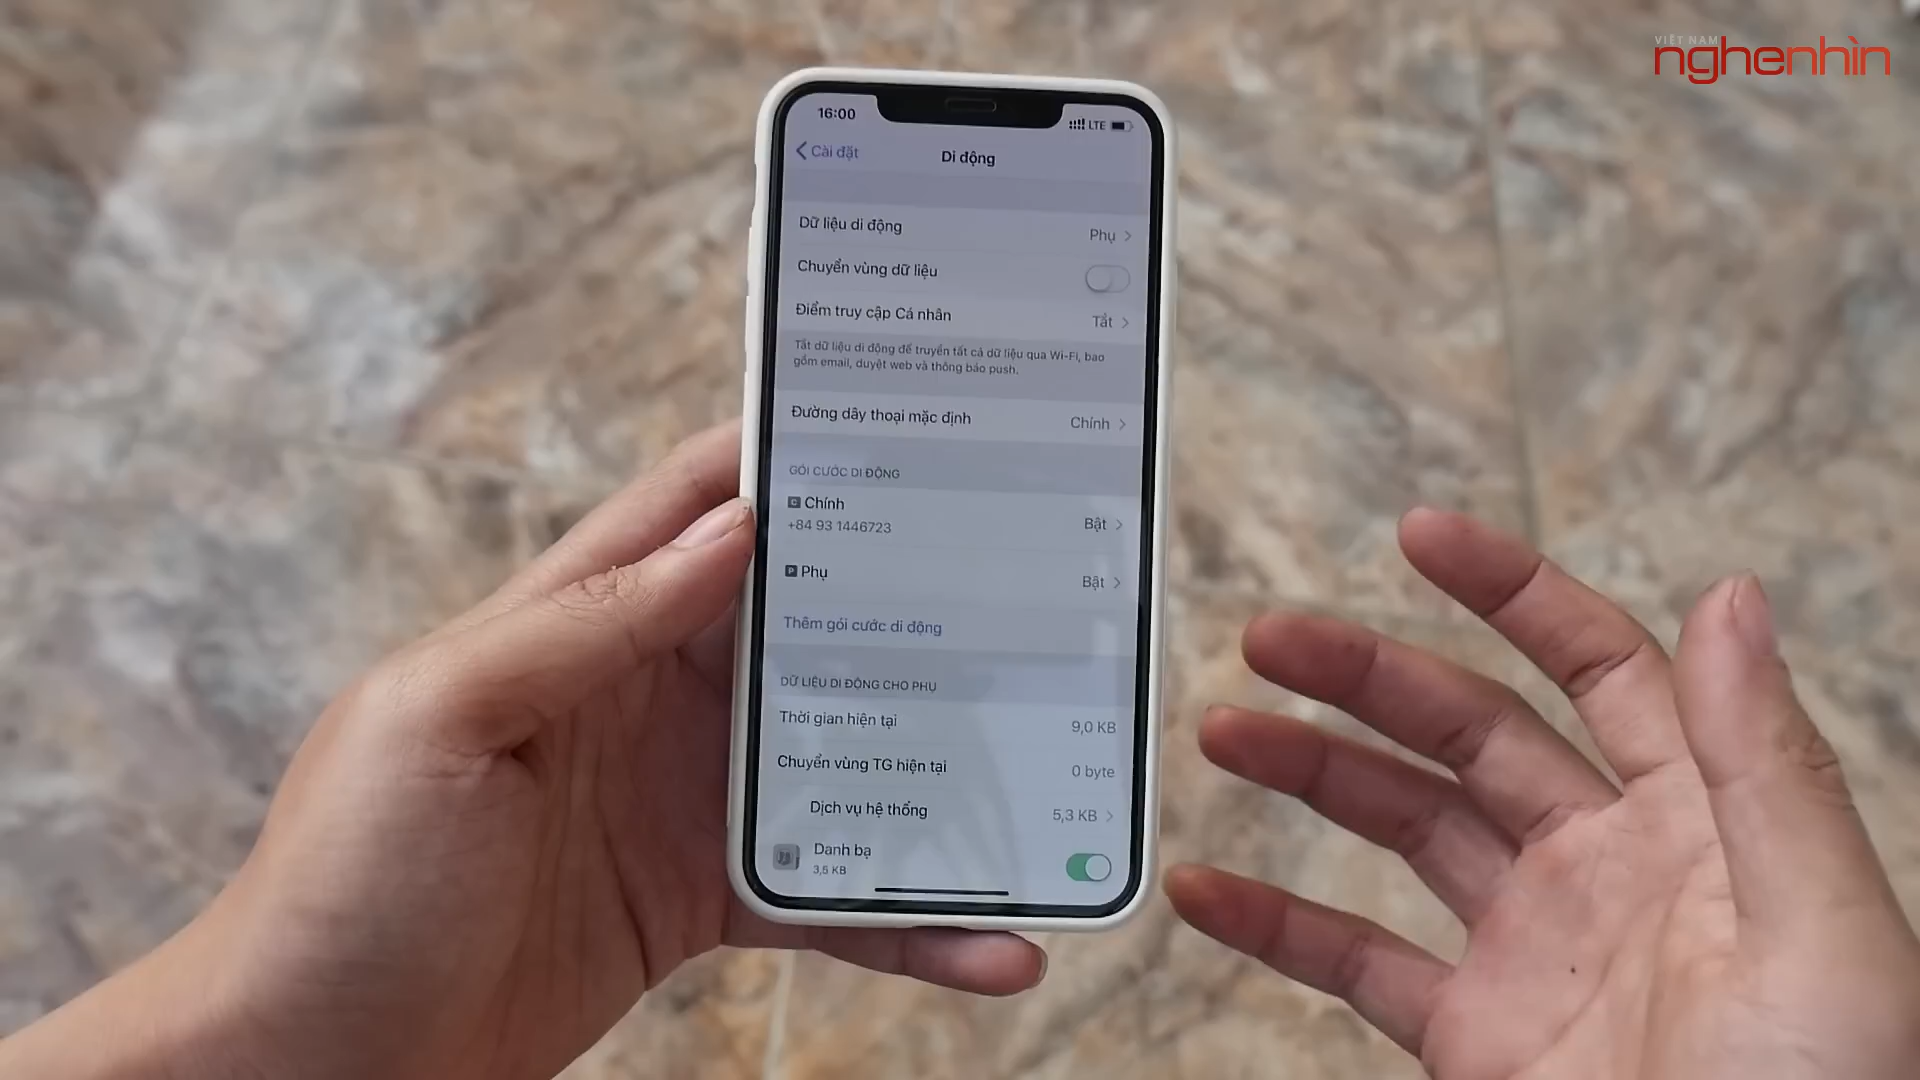 VIỆT NAM
nghenhìn
16:00
LTE
Cài đặt
Di động
Dữ liệu di động
Phụ
Chuyển vùng dữ liệu
Điểm truy cập Cá nhân
Tắt
Tắt dữ liệu di động để truyền tất cả dữ liệu qua Wi-Fi, bao
gồm email, duyệt web và thông báo push.
Đường dây thoại mặc định
Chính
GÓI CƯỚC DI ĐỘNG
C Chính
+84 93 1446723
Bật
P Phụ
Bật
Thêm gói cước di động
DỮ LIỆU DI ĐỘNG CHO PHỤ
Thời gian hiện tại
9,0 KB
Chuyển vùng TG hiện tại
0 byte
Dịch vụ hệ thống
5,3 KB
Danh bạ
3,5 KB